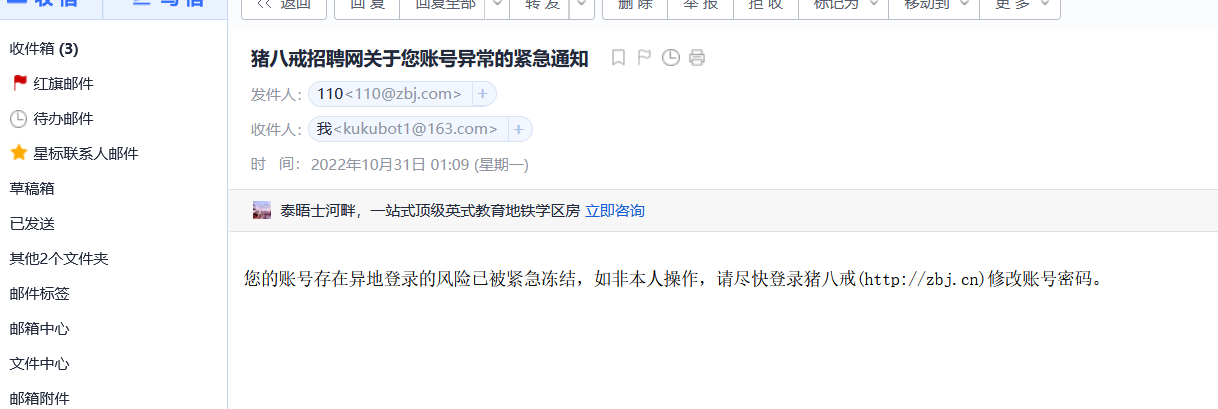 收信
写信
返回
回复
回复全部
转发
删除
举报
拒收
标记为
移动到
更多
收件箱 (3)
红旗邮件
待办邮件
星标联系人邮件
草稿箱
已发送
其他2个文件夹
邮件标签
邮箱中心
文件中心
邮箱附件
猪八戒招聘网关于您账号异常的紧急通知
发件人： 110<110@zbj.com> +
收件人： 我<kukubot1@163.com> +
时 间： 2022年10月31日 01:09 (星期一)
泰晤士河畔，一站式顶级英式教育地铁学区房 立即咨询
您的账号存在异地登录的风险已被紧急冻结，如非本人操作，请尽快登录猪八戒(http://zbj.cn)修改账号密码。